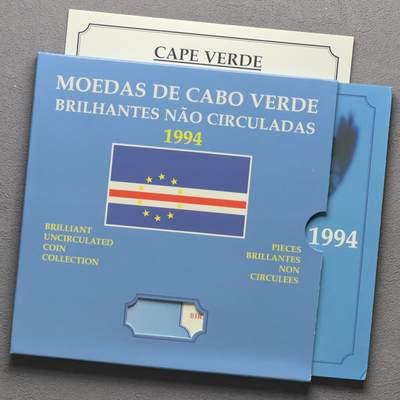 CAPE VERDE
MOEDAS DE CABO VERDE
BRILHANTES NÃO CIRCULADAS
1994
BRILLIANT
UNCIRCULATED
COIN
COLLECTION
PIECES
BRILLANTES
NON
CIRCULEES
1994